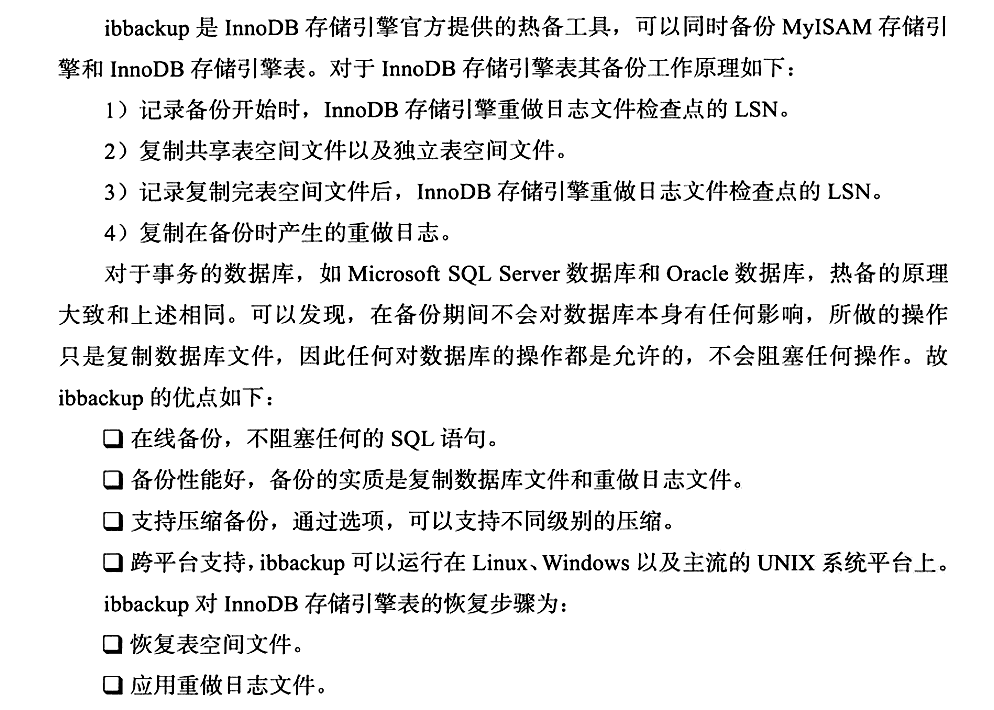 ibbackup 是 InnoDB 存储引擎官方提供的热备工具，可以同时备份 MyISAM 存储引
擎和 InnoDB 存储引擎表。对于 InnoDB 存储引擎表其备份工作原理如下：
1）记录备份开始时，InnoDB 存储引擎重做日志文件检查点的 LSN。
2）复制共享表空间文件以及独立表空间文件。
3）记录复制完表空间文件后，InnoDB 存储引擎重做日志文件检查点的 LSN。
4）复制在备份时产生的重做日志。
对于事务的数据库，如 Microsoft SQL Server 数据库和 Oracle 数据库，热备的原理
大致和上述相同。可以发现，在备份期间不会对数据库本身有任何影响，所做的操作
只是复制数据库文件，因此任何对数据库的操作都是允许的，不会阻塞任何操作。故
ibbackup 的优点如下：
❑ 在线备份，不阻塞任何的 SQL 语句。
❑ 备份性能好，备份的实质是复制数据库文件和重做日志文件。
❑ 支持压缩备份，通过选项，可以支持不同级别的压缩。
❑ 跨平台支持，ibbackup 可以运行在 Linux、Windows 以及主流的 UNIX 系统平台上。
ibbackup 对 InnoDB 存储引擎表的恢复步骤为：
❑ 恢复表空间文件。
❑ 应用重做日志文件。